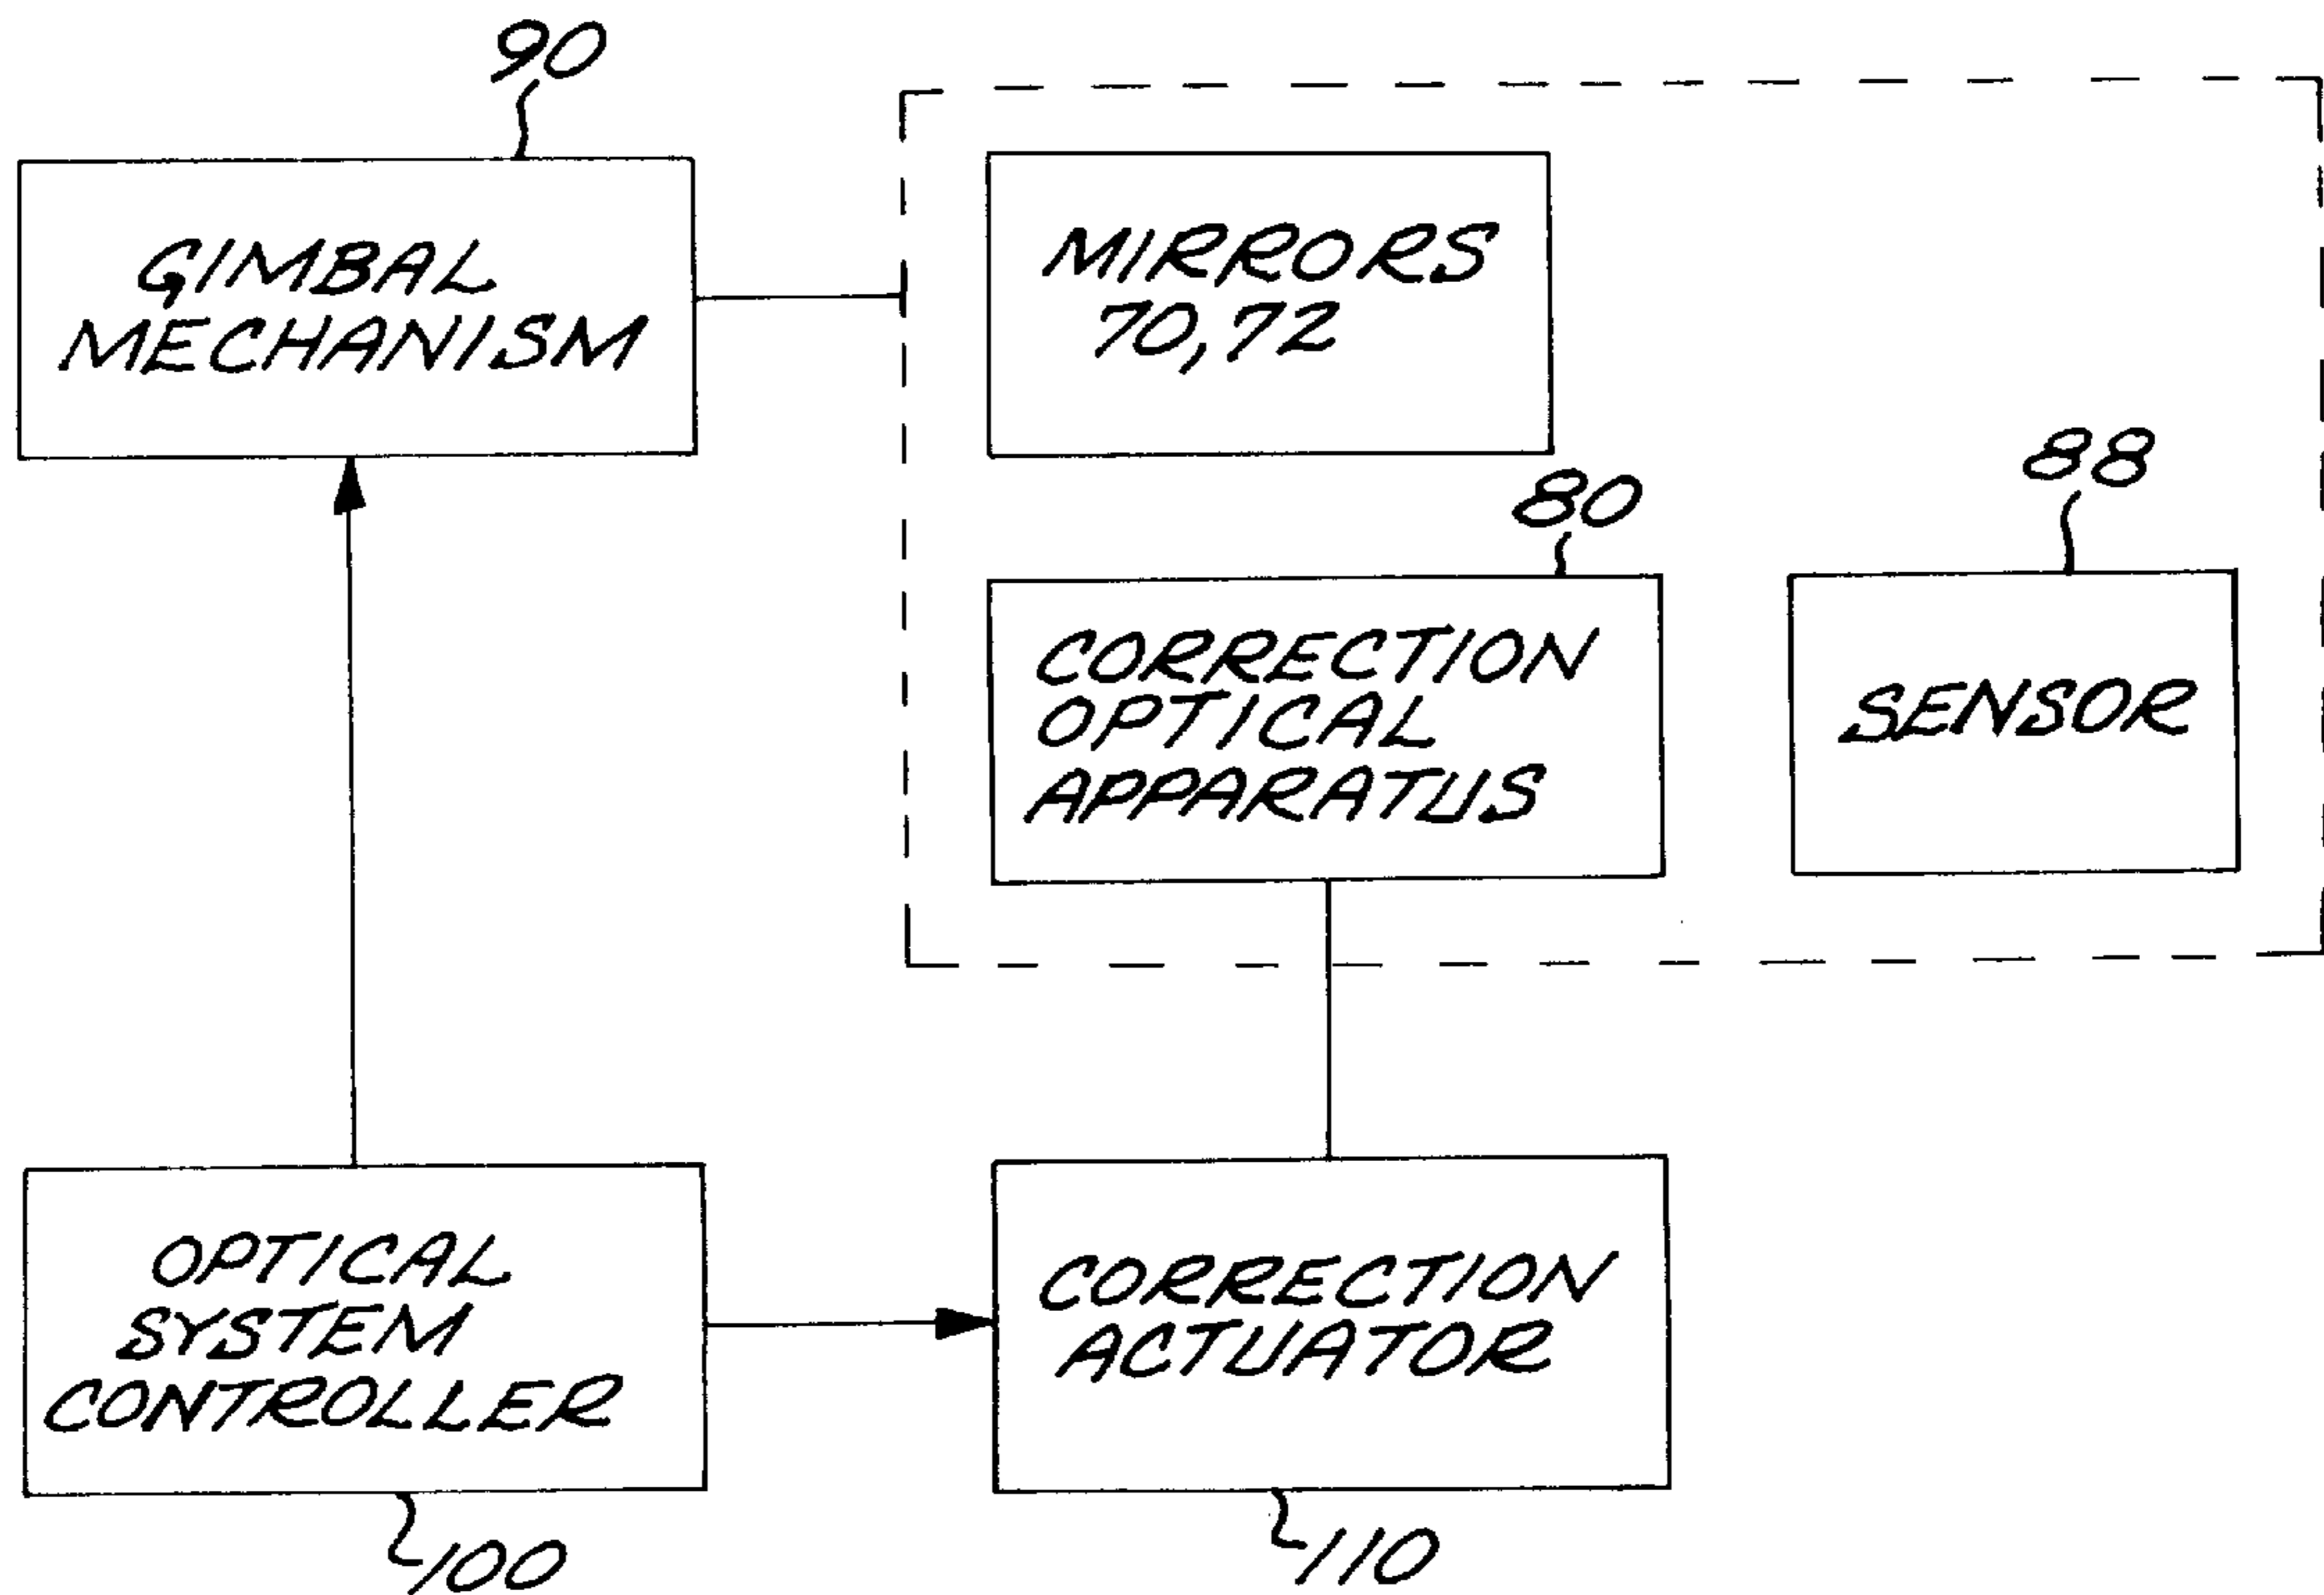 90
GIMBAL
MECHANISM
MIRRORS
70,72
80
CORRECTION
OPTICAL
APPARATUS
88
SENSOR
OPTICAL
SYSTEM
CONTROLLER
100
CORRECTION
ACTUATOR
110